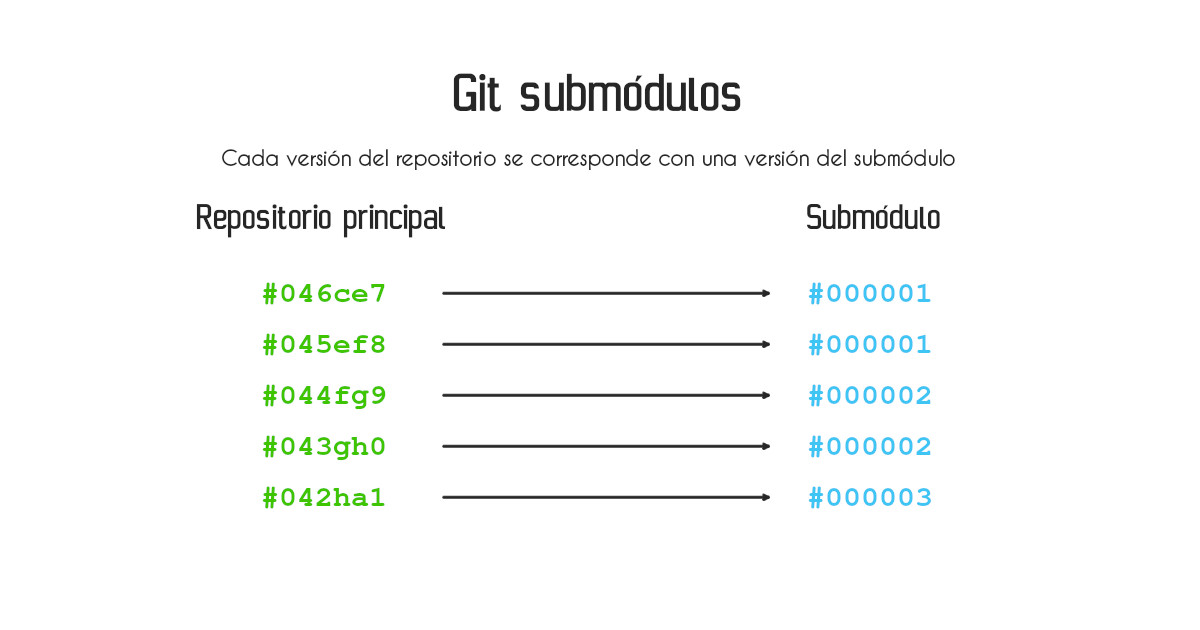 Git submódulos
Cada versión del repositorio se corresponde con una versión del submódulo
Repositorio principal Submódulo
#046ce7 #000001
#045ef8 #000001
#044fg9 #000002
#043gh0 #000002
#042ha1 #000003